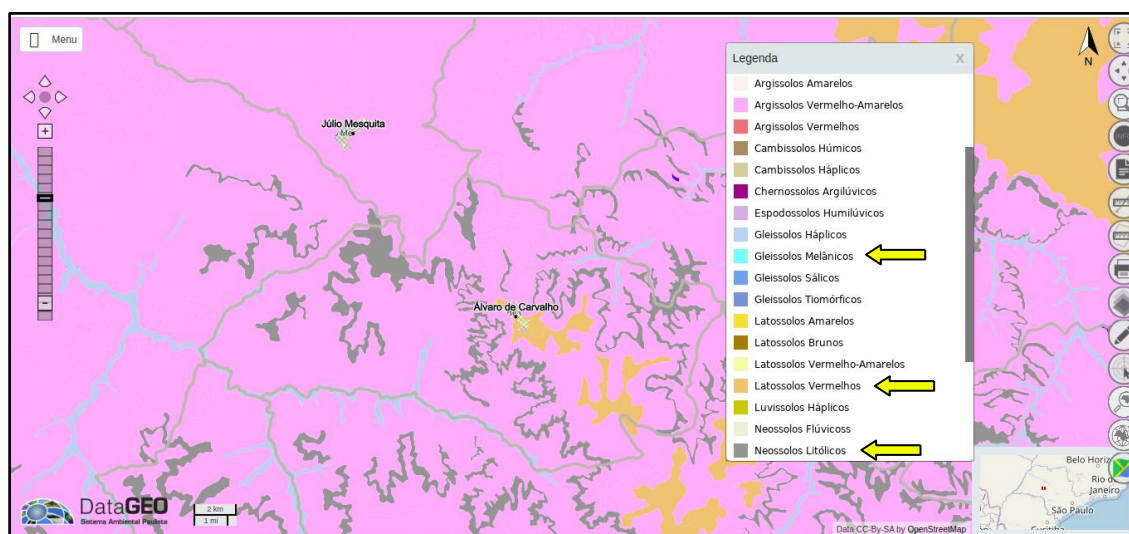 Menu
N
Júlio Mesquita
Álvaro de Carvalho
Legenda
X
Argissolos Amarelos
Argissolos Vermelho-Amarelos
Argissolos Vermelhos
Cambissolos Húmicos
Cambissolos Háplicos
Chernossolos Argilúvicos
Espodossolos Humilúvicos
Gleissolos Háplicos
Gleissolos Melânicos
Gleissolos Sálicos
Gleissolos Tiomórficos
Latossolos Amarelos
Latossolos Brunos
Latossolos Vermelho-Amarelos
Latossolos Vermelhos
Luvissolos Háplicos
Neossolos Flúvicoss
Neossolos Litólicos
DataGEO
Sistema Ambiental Paulista
2 km
1 mi
Belo Horiz
Rio d
Janeiro
São Paulo
Curitiba
Data CC-By-SA by OpenStreetMap